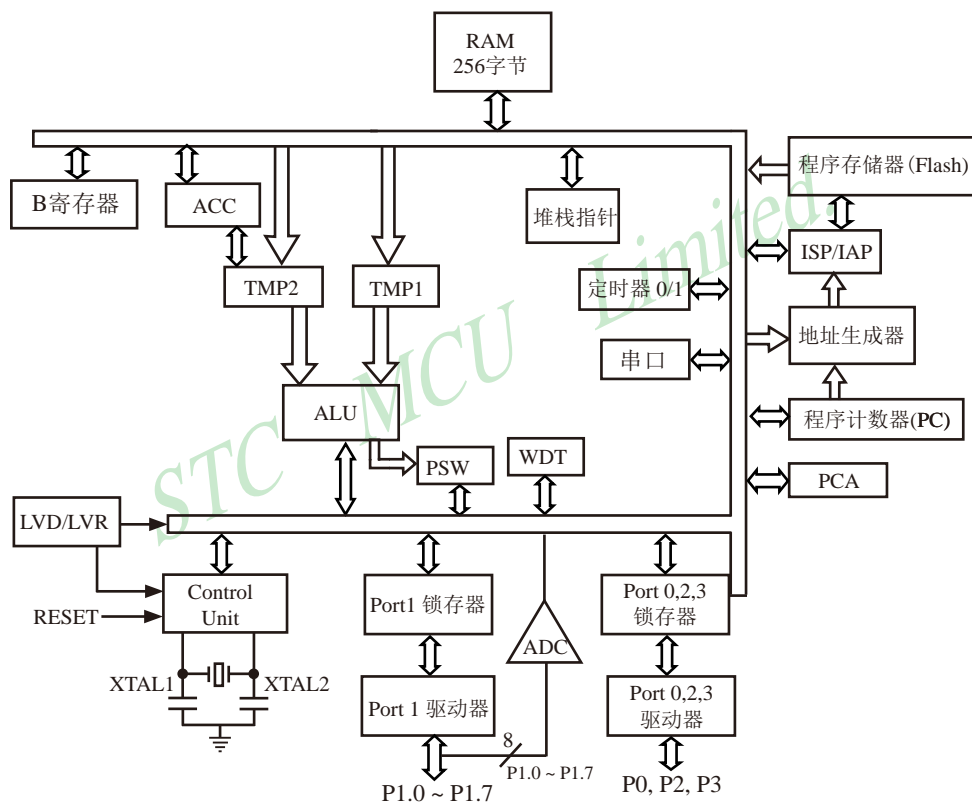 RAM
256字节
程序存储器(Flash)
B寄存器
ACC
堆栈指针
ISP/IAP
TMP2
TMP1
定时器 0/1
地址生成器
串口
ALU
程序计数器(PC)
PSW
WDT
PCA
LVD/LVR
Control
Unit
RESET
Port1 锁存器
ADC
Port 0,2,3
锁存器
XTAL1
XTAL2
Port 1 驱动器
Port 0,2,3
驱动器
8
P1.0 ~ P1.7
P1.0 ~ P1.7
P0, P2, P3
STC MCU Limited.